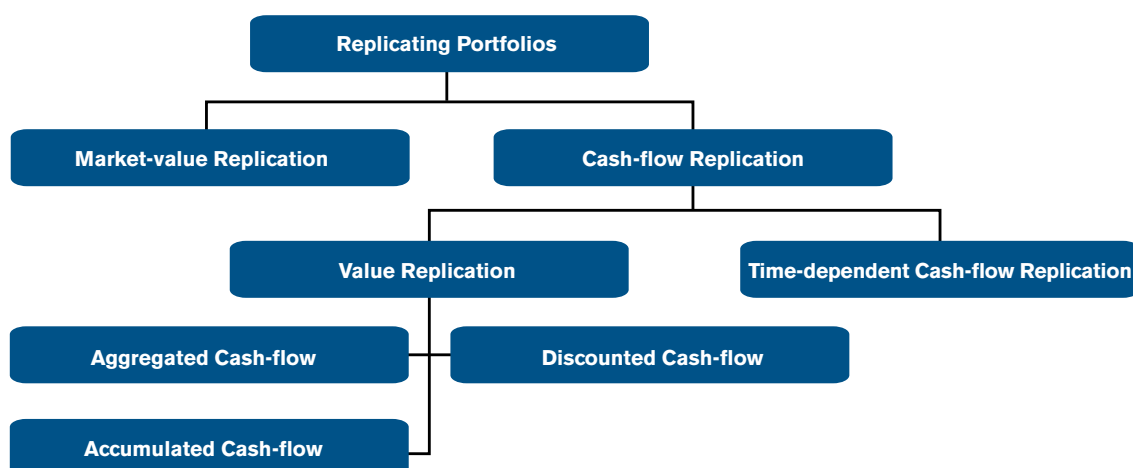 Replicating Portfolios
Market-value Replication
Cash-flow Replication
Value Replication
Time-dependent Cash-flow Replication
Aggregated Cash-flow
Discounted Cash-flow
Accumulated Cash-flow